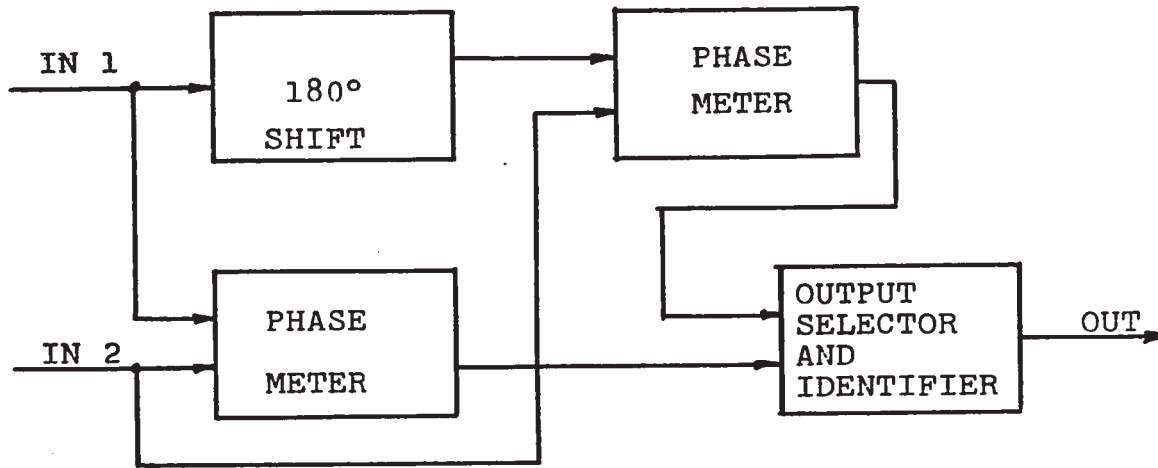 IN 1
180°
SHIFT
PHASE
METER
IN 2
PHASE
METER
OUTPUT
SELECTOR
AND
IDENTIFIER
OUT